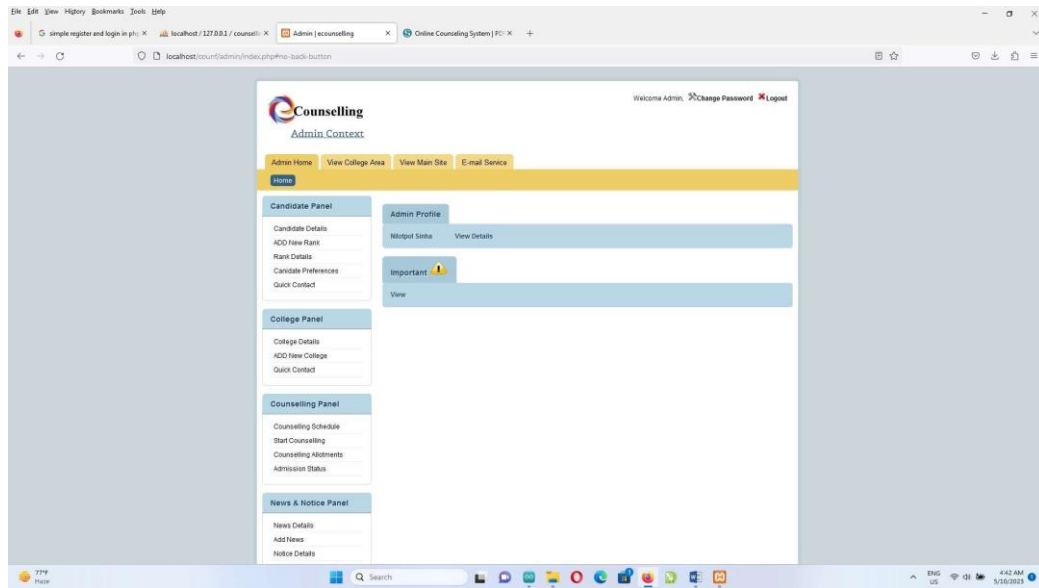 File Edit View History Bookmarks Tools Help
simple register and login in ph
localhost / 127.0.0.1 / counsell
Admin | ecounselling
Online Counseling System | PD
localhost/counf/admin/index.php#no-back-button
Counselling
Admin Context
Welcome Admin, Change Password Logout
Admin Home View College Area View Main Site E-mail Service
Home
Candidate Panel
Candidate Details
ADD New Rank
Rank Details
Canidate Preferences
Quick Contact
Admin Profile
Nilotpol Sinha View Details
Important
View
College Panel
College Details
ADD New College
Quick Contact
Counselling Panel
Counselling Schedule
Start Counselling
Counselling Allotments
Admission Status
News & Notice Panel
News Details
Add News
Notice Details
77°F
Haze
Search
ENG
US
4:42 AM
5/10/2023